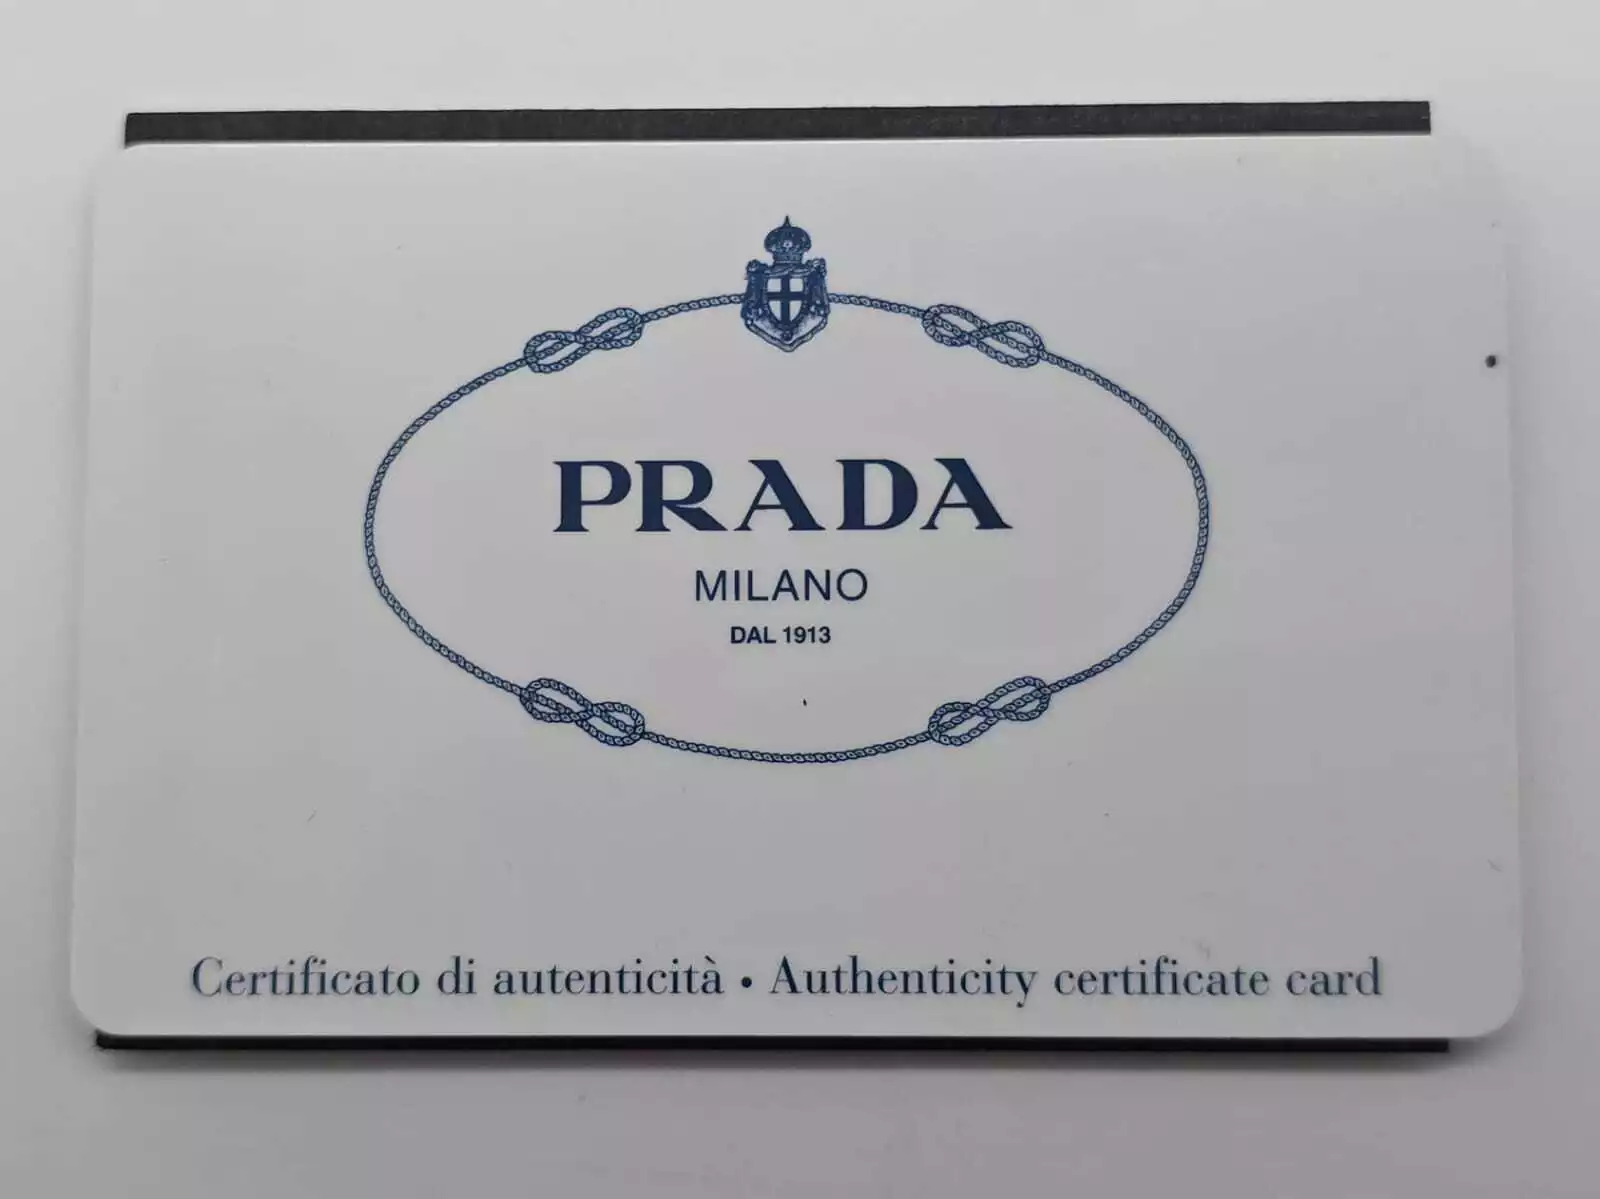 PRADA
MILANO
DAL 1913
Certificato di autenticità • Authenticity certificate card